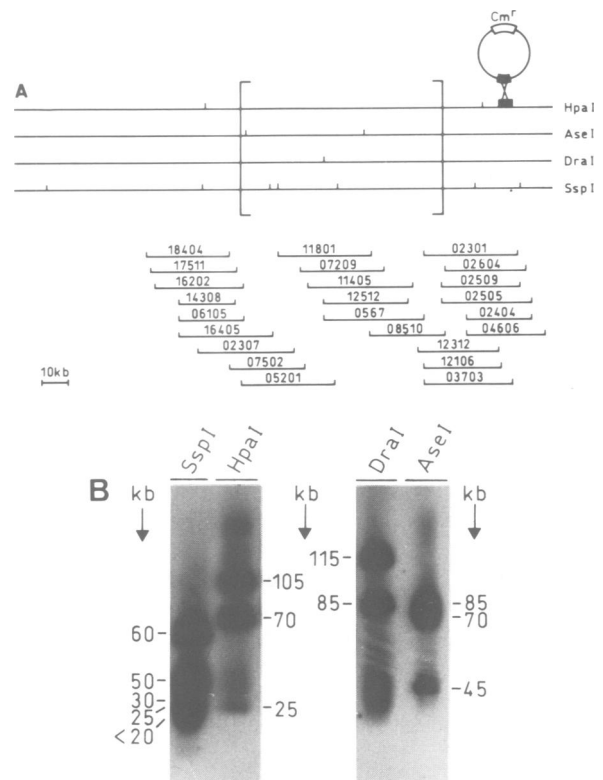 Cmʳ
A
HpaI
AseI
DraI
SspI
18404 11801 02301
17511 07209 02604
16202 11405 02509
14308 12512 02505
06105 0567 02404
16405 08510 04606
02307 12312
07502 12106
05201 03703
10kb
B
SspI HpaI DraI AseI
kb kb kb
115-
-105
85- -85
-70 -70
60-
50- -45
30-
25 -25
<20